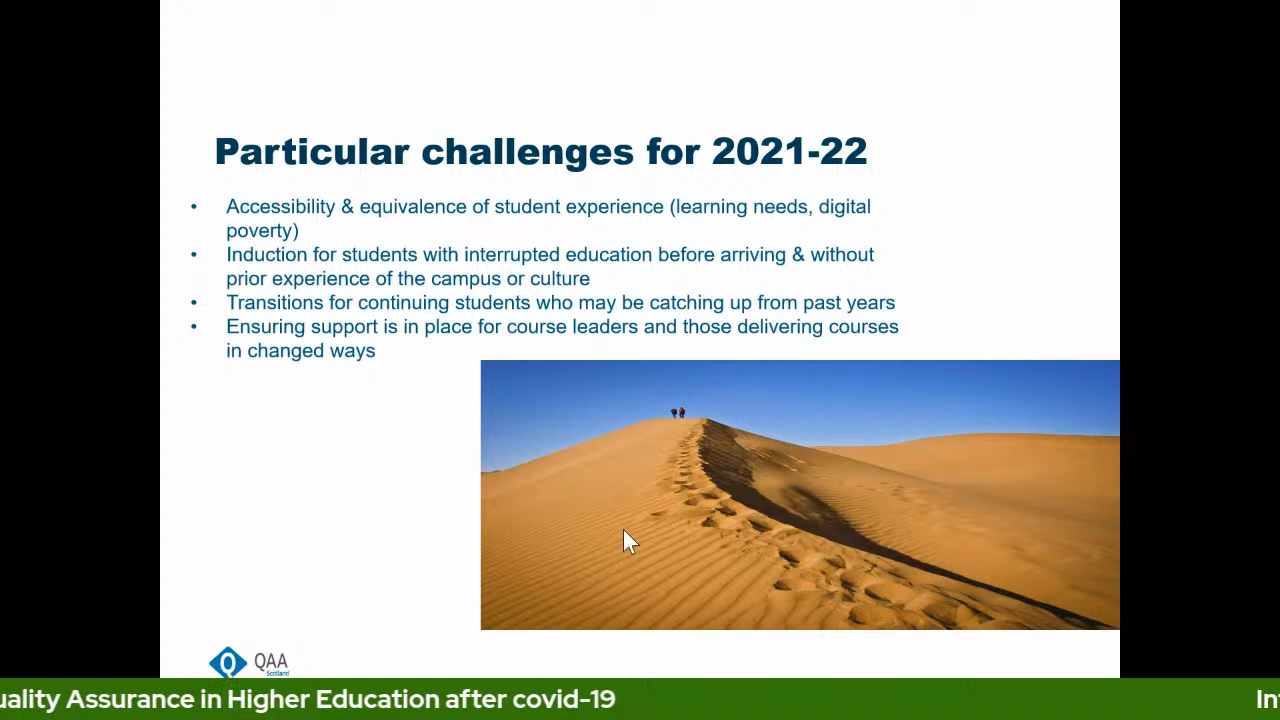 Particular challenges for 2021-22
• Accessibility & equivalence of student experience (learning needs, digital
poverty)
• Induction for students with interrupted education before arriving & without
prior experience of the campus or culture
• Transitions for continuing students who may be catching up from past years
• Ensuring support is in place for course leaders and those delivering courses
in changed ways
QAA
Scotland
uality Assurance in Higher Education after covid-19